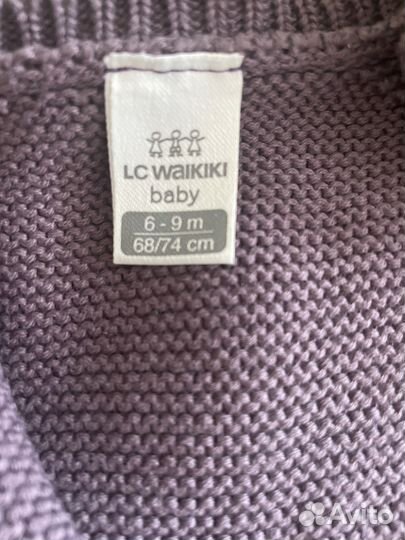 LC WAIKIKI
baby
6 - 9 m
68/74 cm
Avito